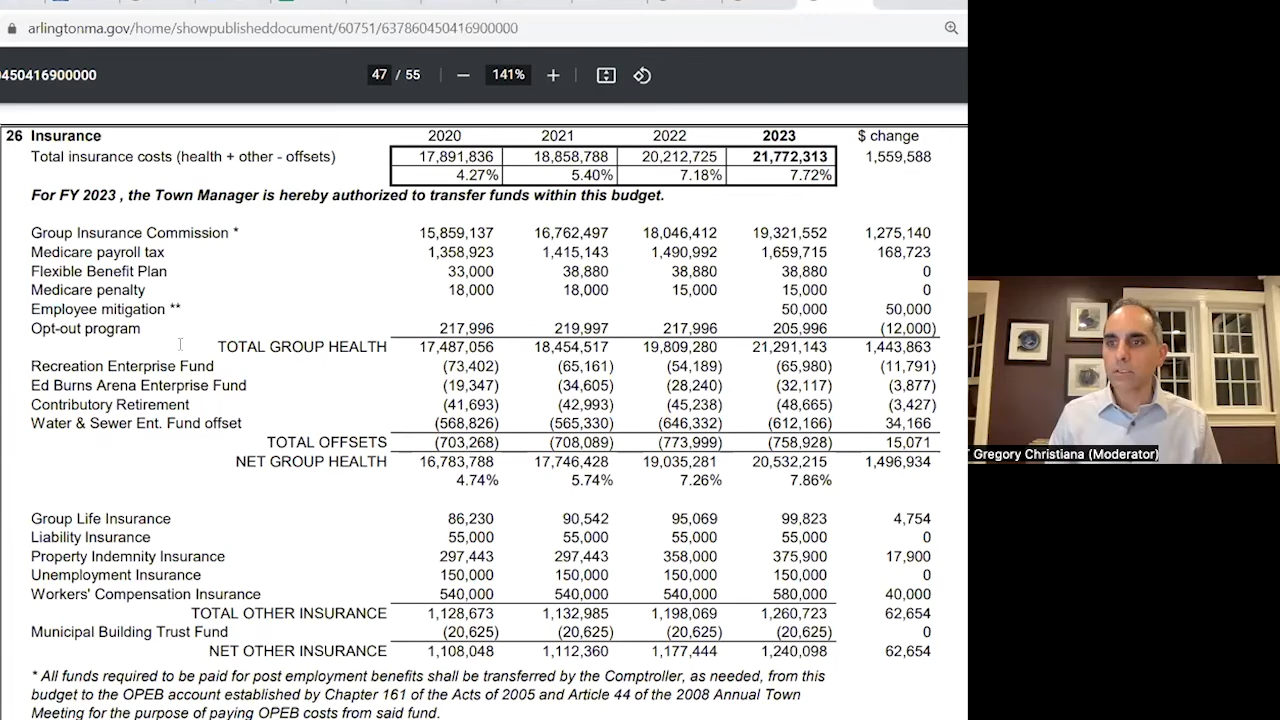 arlingtonma.gov/home/showpublisheddocument/60751/637860450416900000
450416900000 47 / 55 — 141% +
26 Insurance 2020 2021 2022 2023 $ change
Total insurance costs (health + other - offsets) 17,891,836 18,858,788 20,212,725 21,772,313 1,559,588
4.27% 5.40% 7.18% 7.72%
For FY 2023 , the Town Manager is hereby authorized to transfer funds within this budget.
Group Insurance Commission * 15,859,137 16,762,497 18,046,412 19,321,552 1,275,140
Medicare payroll tax 1,358,923 1,415,143 1,490,992 1,659,715 168,723
Flexible Benefit Plan 33,000 38,880 38,880 38,880 0
Medicare penalty 18,000 18,000 15,000 15,000 0
Employee mitigation ** 50,000 50,000
Opt-out program 217,996 219,997 217,996 205,996 (12,000)
TOTAL GROUP HEALTH 17,487,056 18,454,517 19,809,280 21,291,143 1,443,863
Recreation Enterprise Fund (73,402) (65,161) (54,189) (65,980) (11,791)
Ed Burns Arena Enterprise Fund (19,347) (34,605) (28,240) (32,117) (3,877)
Contributory Retirement (41,693) (42,993) (45,238) (48,665) (3,427)
Water & Sewer Ent. Fund offset (568,826) (565,330) (646,332) (612,166) 34,166
TOTAL OFFSETS (703,268) (708,089) (773,999) (758,928) 15,071
NET GROUP HEALTH 16,783,788 17,746,428 19,035,281 20,532,215 1,496,934
4.74% 5.74% 7.26% 7.86%
Group Life Insurance 86,230 90,542 95,069 99,823 4,754
Liability Insurance 55,000 55,000 55,000 55,000 0
Property Indemnity Insurance 297,443 297,443 358,000 375,900 17,900
Unemployment Insurance 150,000 150,000 150,000 150,000 0
Workers' Compensation Insurance 540,000 540,000 540,000 580,000 40,000
TOTAL OTHER INSURANCE 1,128,673 1,132,985 1,198,069 1,260,723 62,654
Municipal Building Trust Fund (20,625) (20,625) (20,625) (20,625) 0
NET OTHER INSURANCE 1,108,048 1,112,360 1,177,444 1,240,098 62,654
* All funds required to be paid for post employment benefits shall be transferred by the Comptroller, as needed, from this
budget to the OPEB account established by Chapter 161 of the Acts of 2005 and Article 44 of the 2008 Annual Town
Meeting for the purpose of paying OPEB costs from said fund.
Gregory Christiana (Moderator)